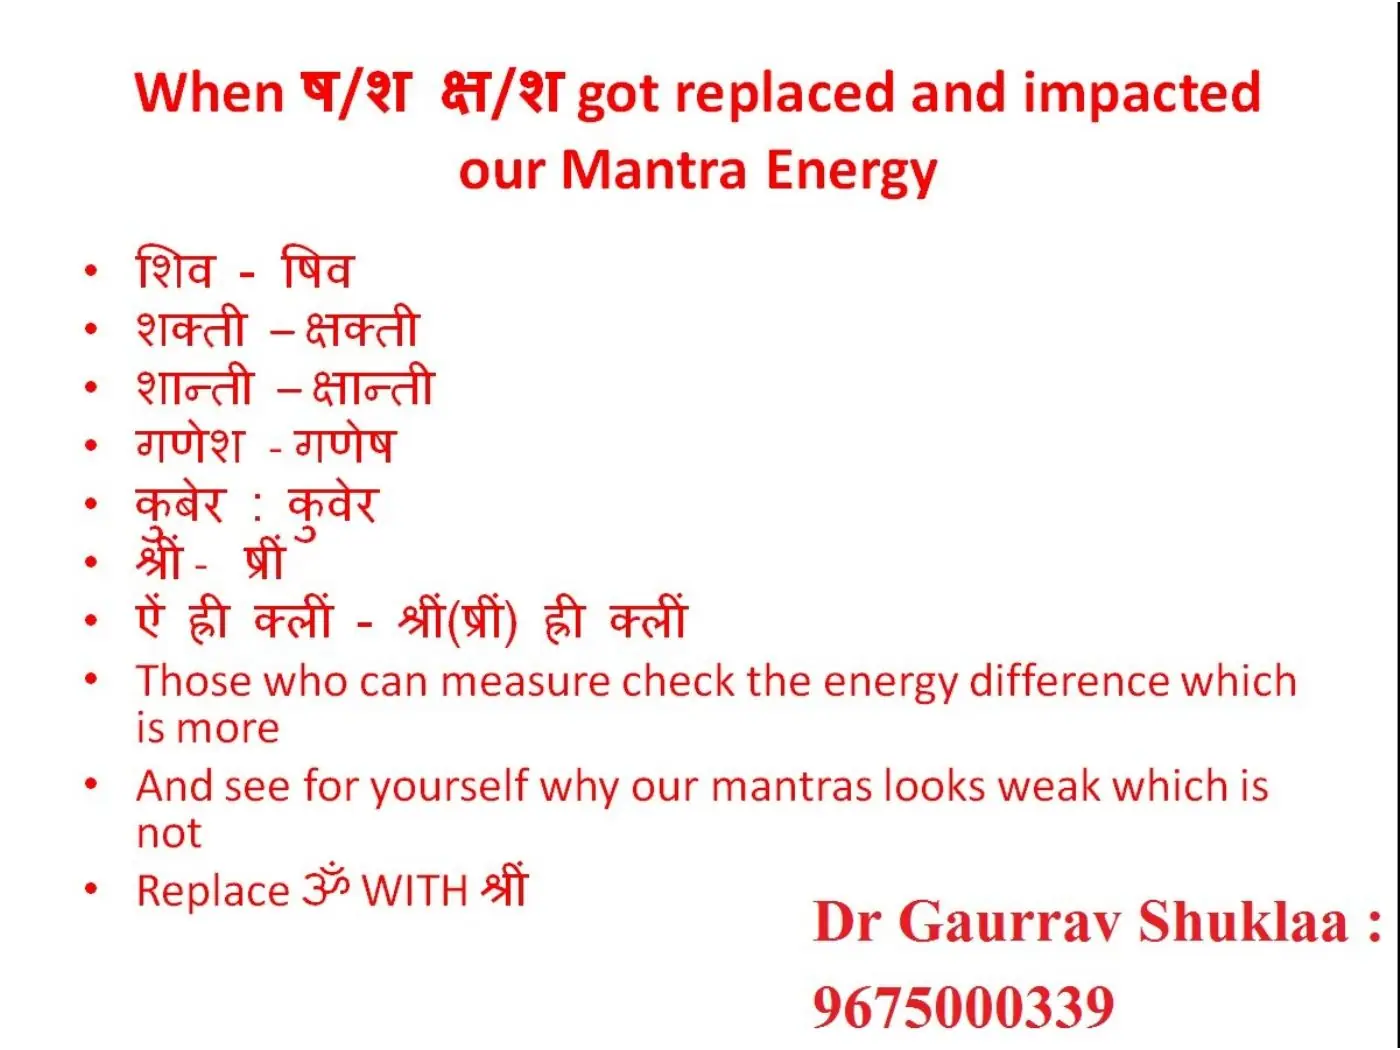 When ष/श क्ष/श got replaced and impacted
our Mantra Energy
• शिव - षिव
• शक्ती – क्षक्ती
• शान्ती – क्षान्ती
• गणेश - गणेष
• कुबेर : कुवेर
• श्रीं - ष्रीं
• ऐं ह्री क्लीं - श्रीं(ष्रीं) ह्री क्लीं
• Those who can measure check the energy difference which
is more
• And see for yourself why our mantras looks weak which is
not
• Replace ॐ WITH श्रीं
Dr Gaurrav Shuklaa :
9675000339